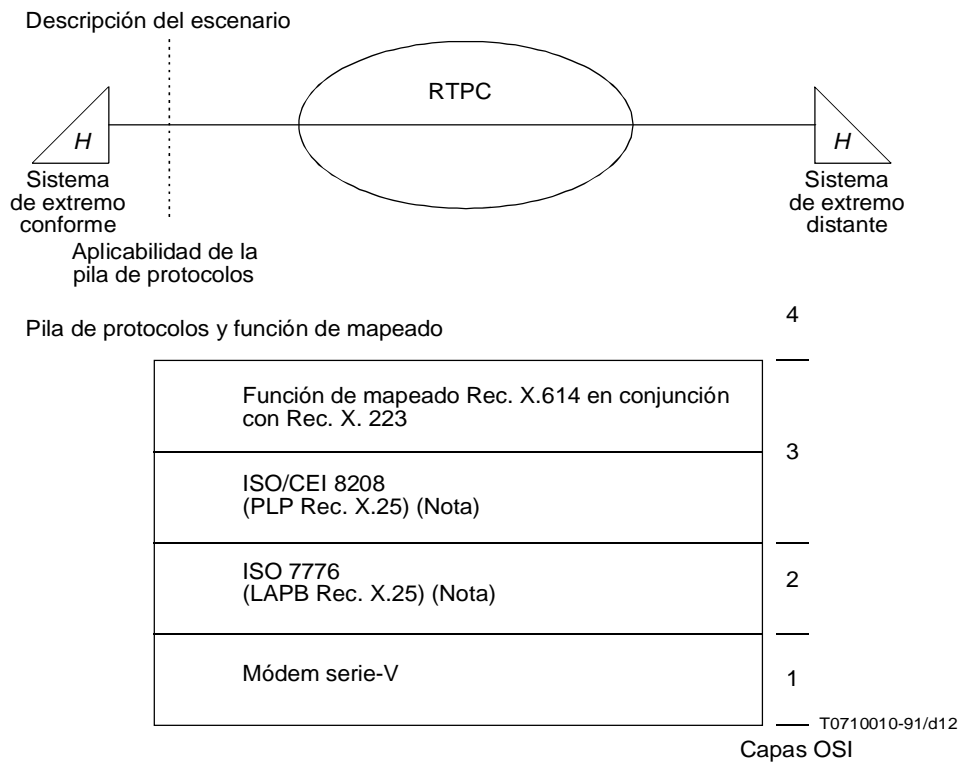 Descripción del escenario
RTPC
H
H
Sistema
de extremo
conforme
Sistema
de extremo
distante
Aplicabilidad de la
pila de protocolos
Pila de protocolos y función de mapeado
4
Función de mapeado Rec. X.614 en conjunción
con Rec. X. 223
3
ISO/CEI 8208
(PLP Rec. X.25) (Nota)
ISO 7776
(LAPB Rec. X.25) (Nota)
2
Módem serie-V
1
T0710010-91/d12
Capas OSI